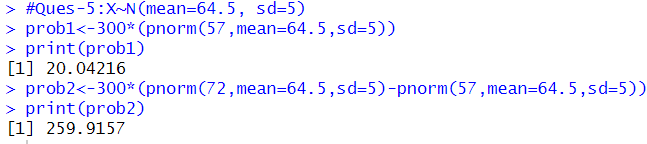 > #Ques-5:X~N(mean=64.5, sd=5)
> prob1<-300*(pnorm(57,mean=64.5,sd=5))
> print(prob1)
[1] 20.04216
> prob2<-300*(pnorm(72,mean=64.5,sd=5)-pnorm(57,mean=64.5,sd=5))
> print(prob2)
[1] 259.9157